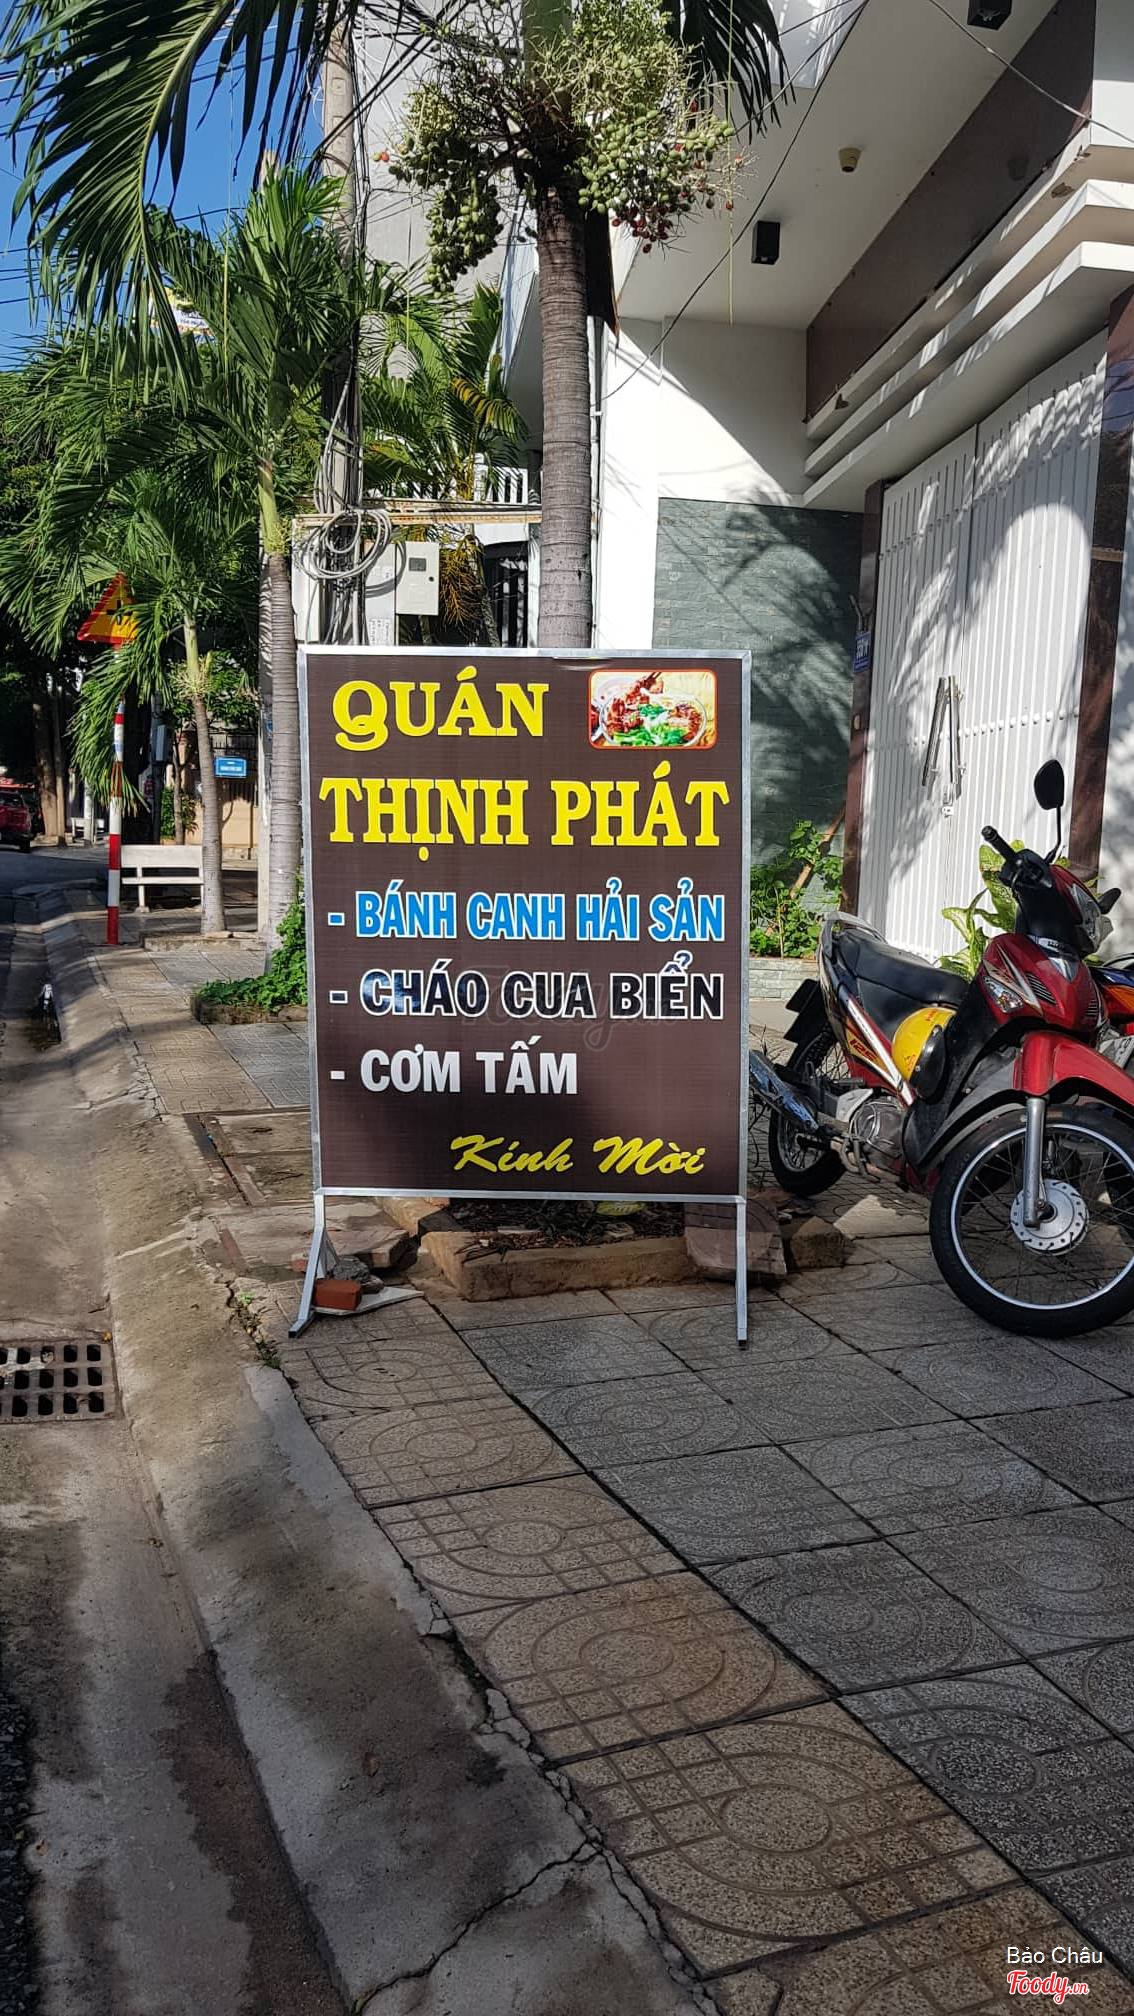 QUÁN
THỊNH PHÁT
- BÁNH CANH HẢI SẢN
- CHÁO CUA BIỂN
- CƠM TẤM
Kính Mời
Bảo Châu
Foody.vn